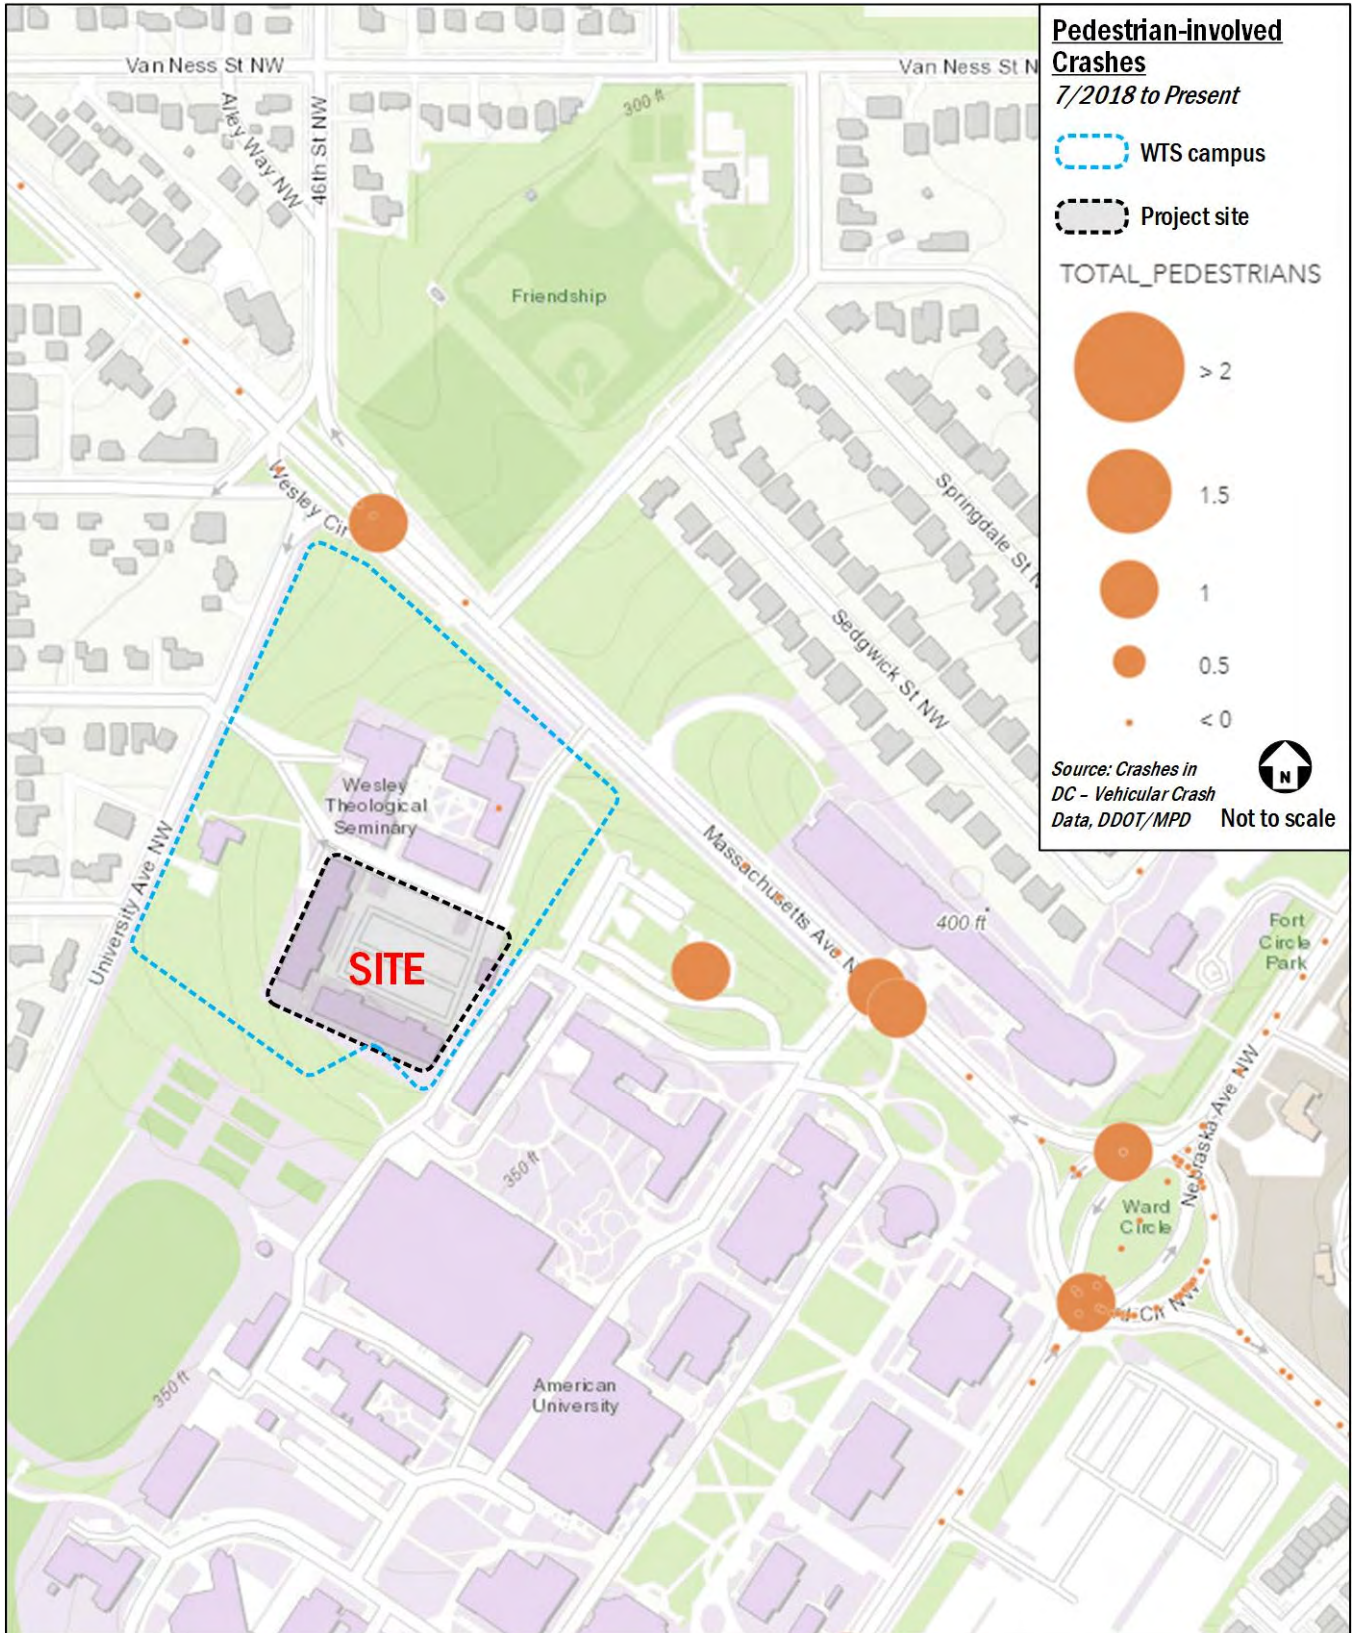 Pedestrian-involved
Crashes
7/2018 to Present
WTS campus
Project site
TOTAL_PEDESTRIANS
> 2
1.5
1
0.5
< 0
Source: Crashes in
DC – Vehicular Crash
Data, DDOT/MPD
N
Not to scale
Van Ness St NW
Van Ness St N
Alley Way NW
46th St NW
300 ft
Friendship
Springdale St N
Wesley Cir
Sedgwick St NW
Wesley
Theological
Seminary
Massachusetts Ave N
University Ave NW
400 ft
Fort
Circle
Park
SITE
Nebraska Ave NW
350 ft
Ward
Circle
d Cir NW
350 ft
American
University